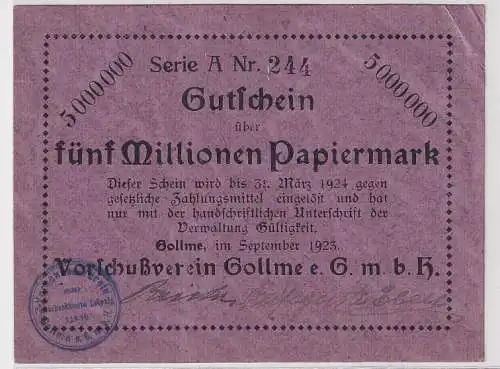 Serie A Nr. 244
5000000
5000000
Gutſchein
über
fünf Millionen Papiermark
Dieſer Schein wird bis 31. März 1924 gegen
geſetzliche Zahlungsmittel eingelöſt und hat
nur mit der handſchriftlichen Unterſchrift der
Verwaltung Gültigkeit.
Gollme, im September 1923.
Vorſchußverein Gollme e. G. m. b. H.